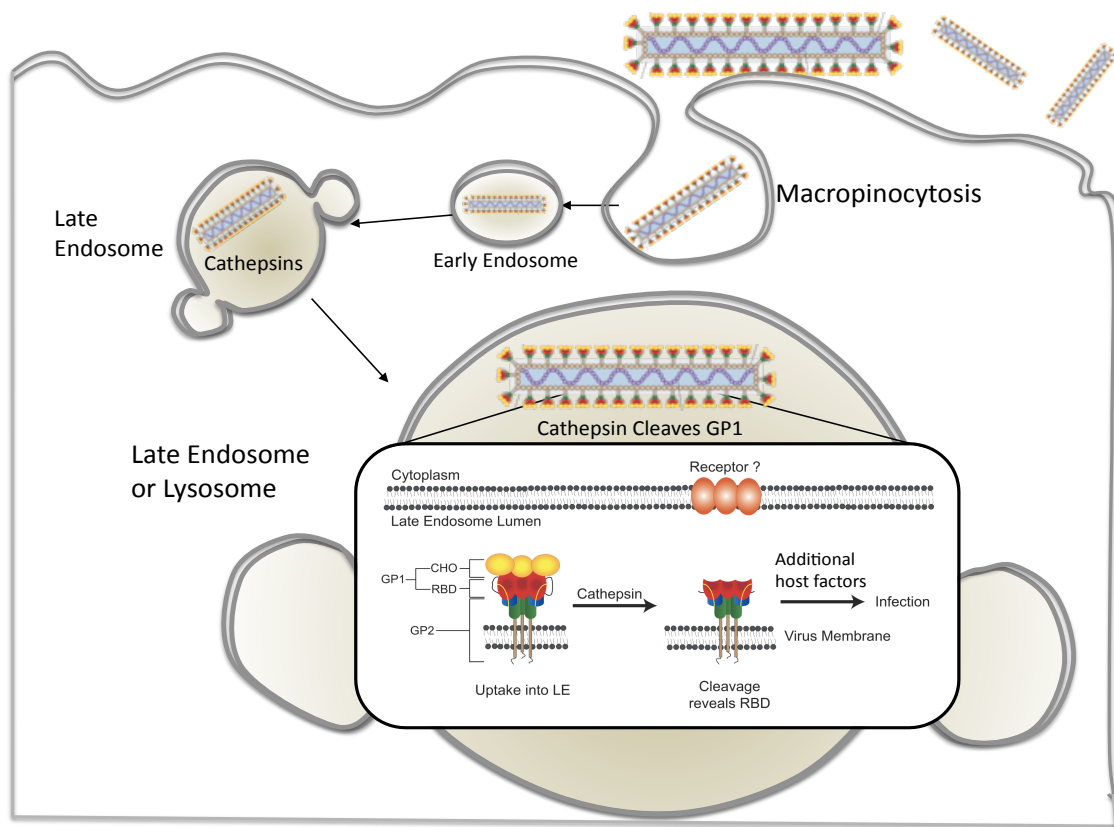 Macropinocytosis
Late
Endosome
Cathepsins
Early Endosome
Cathepsin Cleaves GP1
Late Endosome
or Lysosome
Cytoplasm
Receptor ?
Late Endosome Lumen
GP1
CHO
RBD
GP2
Cathepsin
Additional
host factors
Infection
Virus Membrane
Uptake into LE
Cleavage
reveals RBD